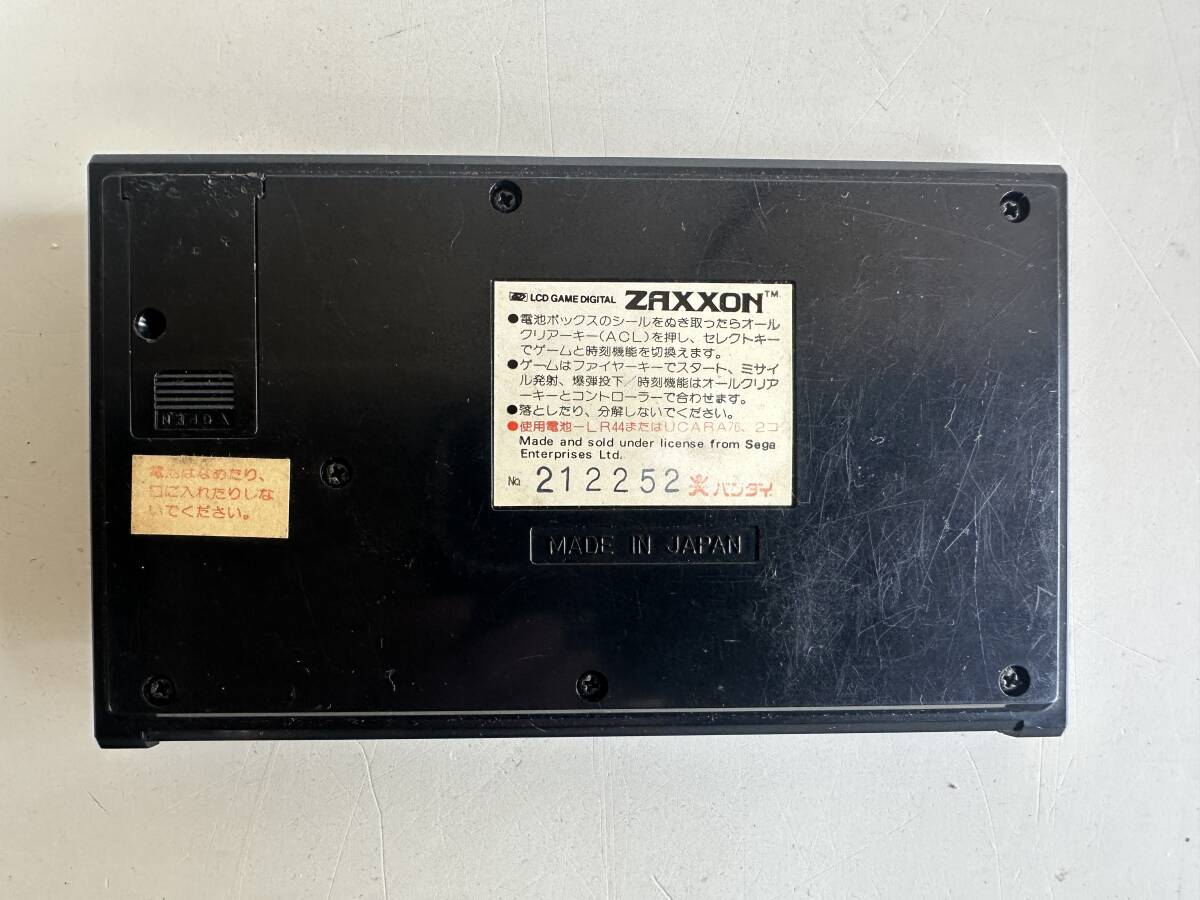 LCD GAME DIGITAL ZAXXON™
●電池ボックスのシールをぬき取ったらオール
クリアーキー(ACL)を押し、セレクトキー
でゲームと時刻機能を切換えます。
●ゲームはファイヤーキーでスタート、ミサイ
ル発射、爆弾投下/時刻機能はオールクリア
ーキーとコントローラーで合わせます。
●落としたり、分解しないでください。
●使用電池−LR44またはUCARA76、2コ
Made and sold under license from Sega
Enterprises Ltd.
No. 212252 バンダイ
OPEN
電池はなめたり、
口に入れたりしな
いでください。
MADE IN JAPAN